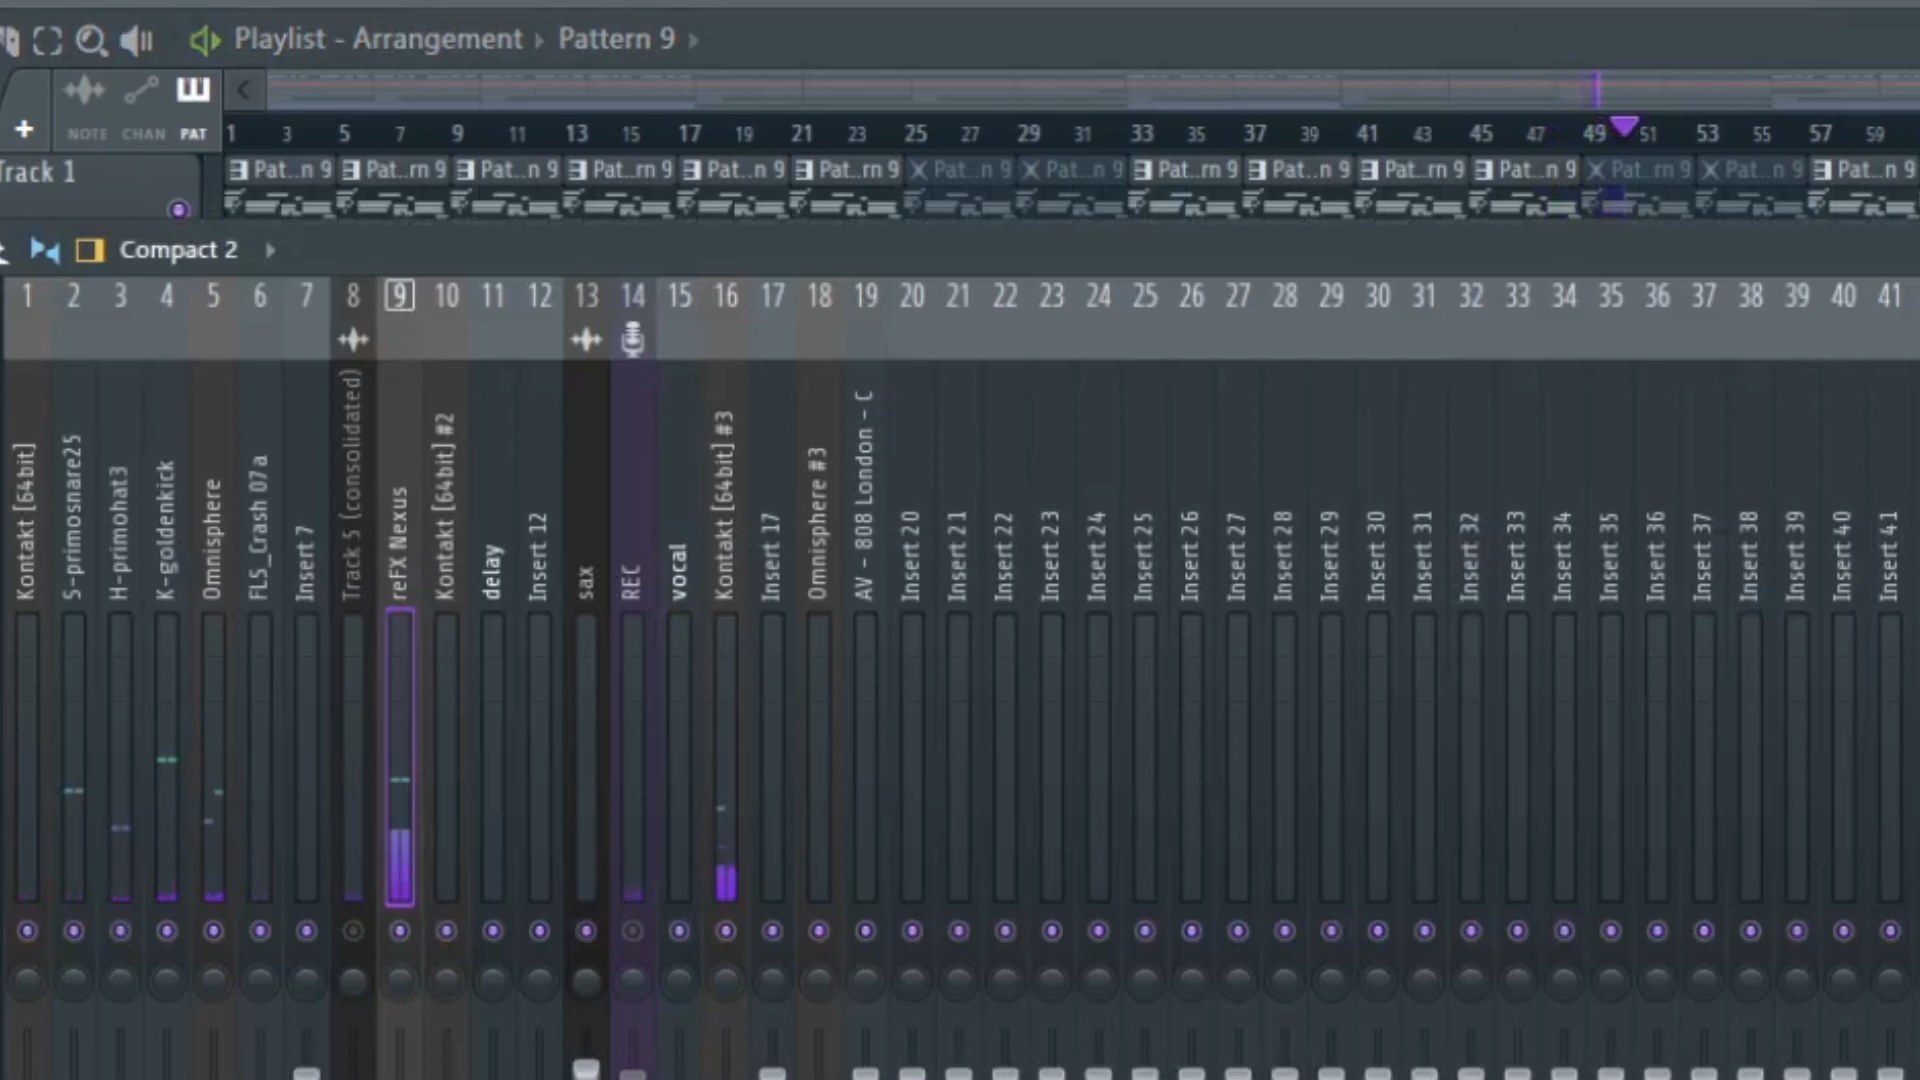 Playlist - Arrangement › Pattern 9 ›
NOTE CHAN PAT
1 3 5 7 9 11 13 15 17 19 21 23 25 27 29 31 33 35 37 39 41 43 45 47 49 51 53 55 57 59
Track 1
Pat..n 9 Pat..rn 9 Pat..n 9 Pat..rn 9 Pat..n 9 Pat..rn 9 Pat..n 9 Pat..n 9 Pat..rn 9 Pat..n 9 Pat..rn 9 Pat..n 9 Pat..rn 9 Pat..n 9 Pat..n 9
Compact 2
1 2 3 4 5 6 7 8 9 10 11 12 13 14 15 16 17 18 19 20 21 22 23 24 25 26 27 28 29 30 31 32 33 34 35 36 37 38 39 40 41
Kontakt [64bit]
S-primosnare25
H-primohat3
K-goldenkick
Omnisphere
FLS_Crash 07a
Insert 7
Track 5 (consolidated)
reFX Nexus
Kontakt [64bit] #2
delay
Insert 12
sax
REC
vocal
Kontakt [64bit] #3
Insert 17
Omnisphere #3
AV - 808 London - C
Insert 20
Insert 21
Insert 22
Insert 23
Insert 24
Insert 25
Insert 26
Insert 27
Insert 28
Insert 29
Insert 30
Insert 31
Insert 32
Insert 33
Insert 34
Insert 35
Insert 36
Insert 37
Insert 38
Insert 39
Insert 40
Insert 41